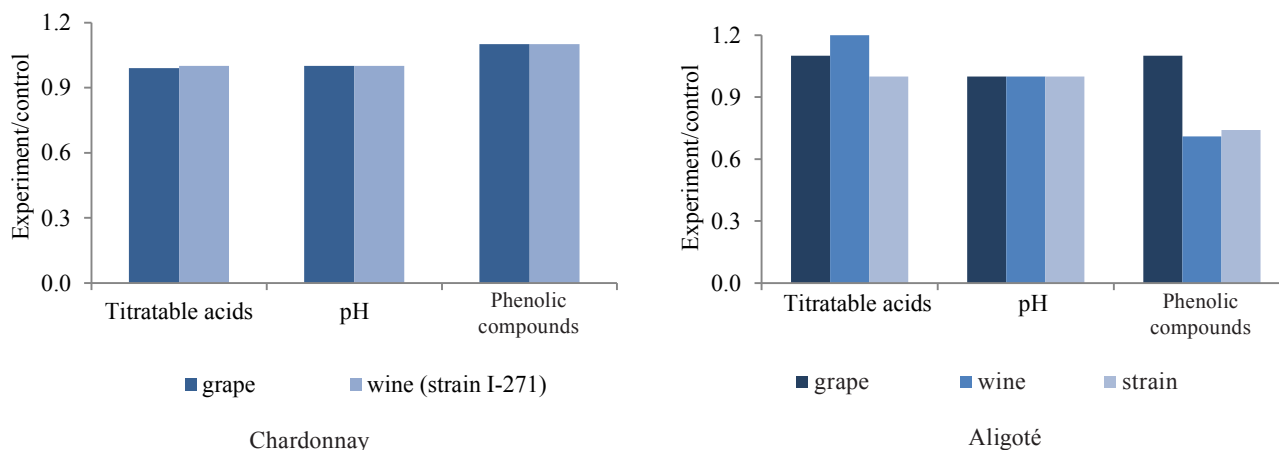 Experiment/control
1.2
0.9
0.6
0.3
0.0
Titratable acids
pH
Phenolic
compounds
grape
wine (strain I-271)
Chardonnay
Experiment/control
1.2
0.9
0.6
0.3
0.0
Titratable acids
pH
Phenolic
compounds
grape
wine
strain
Aligoté